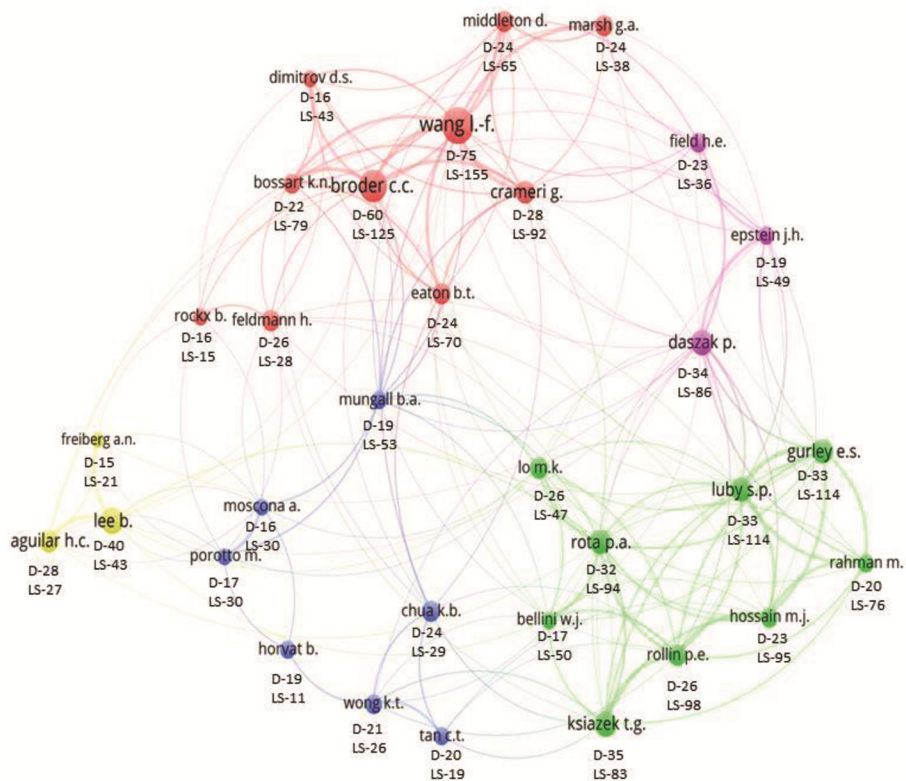 middleton d.
D-24
LS-65
marsh g.a.
D-24
LS-38
dimitrov d.s.
D-16
LS-43
wang l.-f.
D-75
LS-155
field h.e.
D-23
LS-36
bossart k.n.
D-22
LS-79
broder c.c.
D-60
LS-125
crameri g.
D-28
LS-92
epstein j.h.
D-19
LS-49
eaton b.t.
D-24
LS-70
rockx b.
D-16
LS-15
feldmann h.
D-26
LS-28
daszak p.
D-34
LS-86
mungall b.a.
D-19
LS-53
freiberg a.n.
D-15
LS-21
lo m.k.
D-26
LS-47
gurley e.s.
D-33
LS-114
luby s.p.
D-33
LS-114
moscona a.
D-16
LS-30
lee b.
D-40
LS-43
aguilar h.c.
D-28
LS-27
porotto m.
D-17
LS-30
rota p.a.
D-32
LS-94
rahman m.
D-20
LS-76
chua k.b.
D-24
LS-29
bellini w.j.
D-17
LS-50
hossain m.j.
D-23
LS-95
horvat b.
D-19
LS-11
rollin p.e.
D-26
LS-98
wong k.t.
D-21
LS-26
tan c.t.
D-20
LS-19
ksiazek t.g.
D-35
LS-83